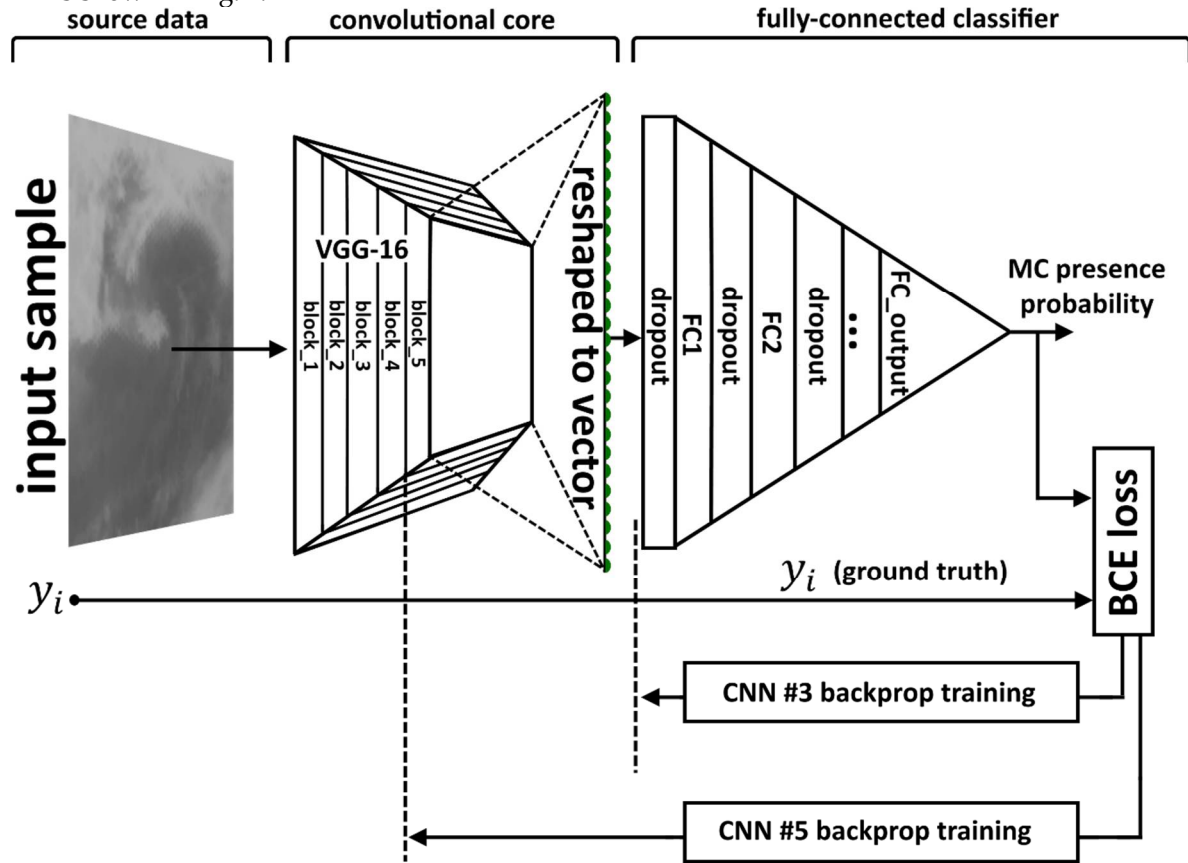 source data
convolutional core
fully-connected classifier
input sample
VGG-16
block_1
block_2
block_3
block_4
block_5
reshaped to vector
dropout
FC1
dropout
FC2
dropout
...
FC_output
MC presence
probability
BCE loss
y_i
y_i (ground truth)
CNN #3 backprop training
CNN #5 backprop training